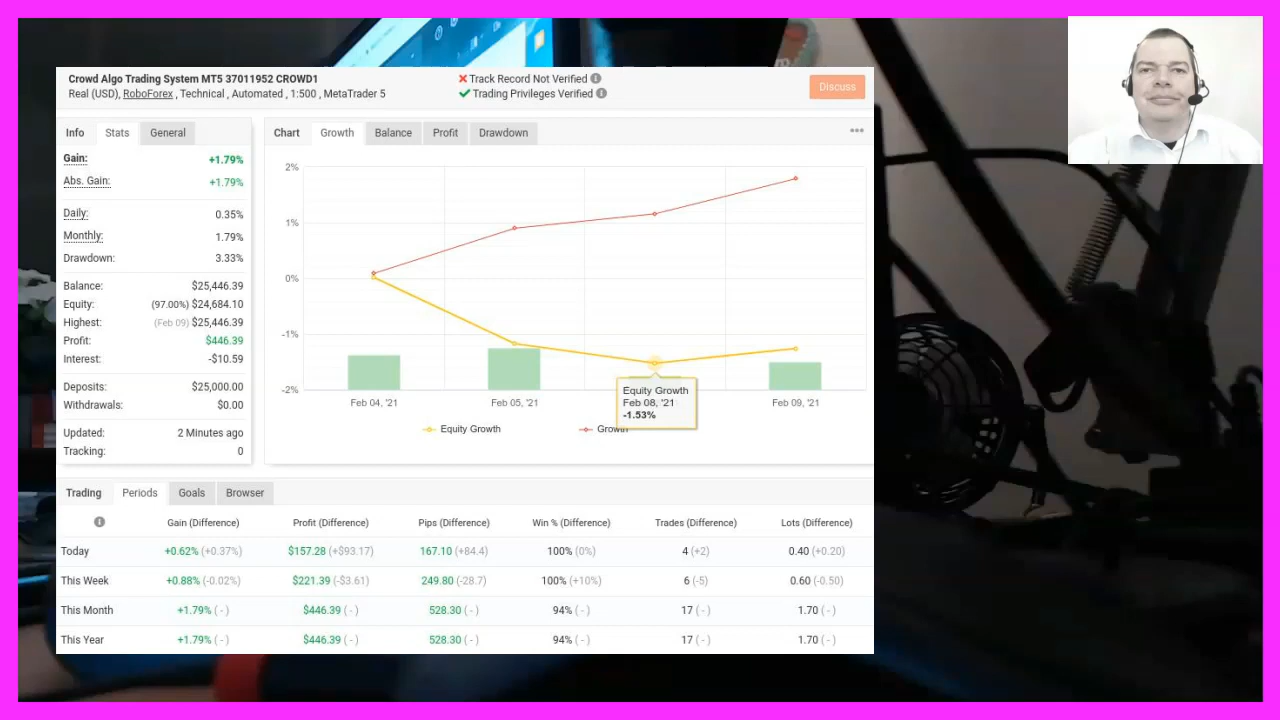 Crowd Algo Trading System MT5 37011952 CROWD1
Real (USD), RoboForex , Technical , Automated , 1:500 , MetaTrader 5
Track Record Not Verified
Trading Privileges Verified
Discuss
Info Stats General
Gain: +1.79%
Abs. Gain: +1.79%
Daily: 0.35%
Monthly: 1.79%
Drawdown: 3.33%
Balance: $25,446.39
Equity: (97.00%) $24,684.10
Highest: (Feb 09) $25,446.39
Profit: $446.39
Interest: -$10.59
Deposits: $25,000.00
Withdrawals: $0.00
Updated: 2 Minutes ago
Tracking: 0
Chart Growth Balance Profit Drawdown
2%
1%
0%
-1%
-2%
Feb 04, '21 Feb 05, '21 Feb 09, '21
Equity Growth
Feb 08, '21
-1.53%
Equity Growth Growth
Trading Periods Goals Browser
Gain (Difference) Profit (Difference) Pips (Difference) Win % (Difference) Trades (Difference) Lots (Difference)
Today +0.62% (+0.37%) $157.28 (+$93.17) 167.10 (+84.4) 100% (0%) 4 (+2) 0.40 (+0.20)
This Week +0.88% (-0.02%) $221.39 (-$3.61) 249.80 (-28.7) 100% (+10%) 6 (-5) 0.60 (-0.50)
This Month +1.79% ( - ) $446.39 ( - ) 528.30 ( - ) 94% ( - ) 17 ( - ) 1.70 ( - )
This Year +1.79% ( - ) $446.39 ( - ) 528.30 ( - ) 94% ( - ) 17 ( - ) 1.70 ( - )